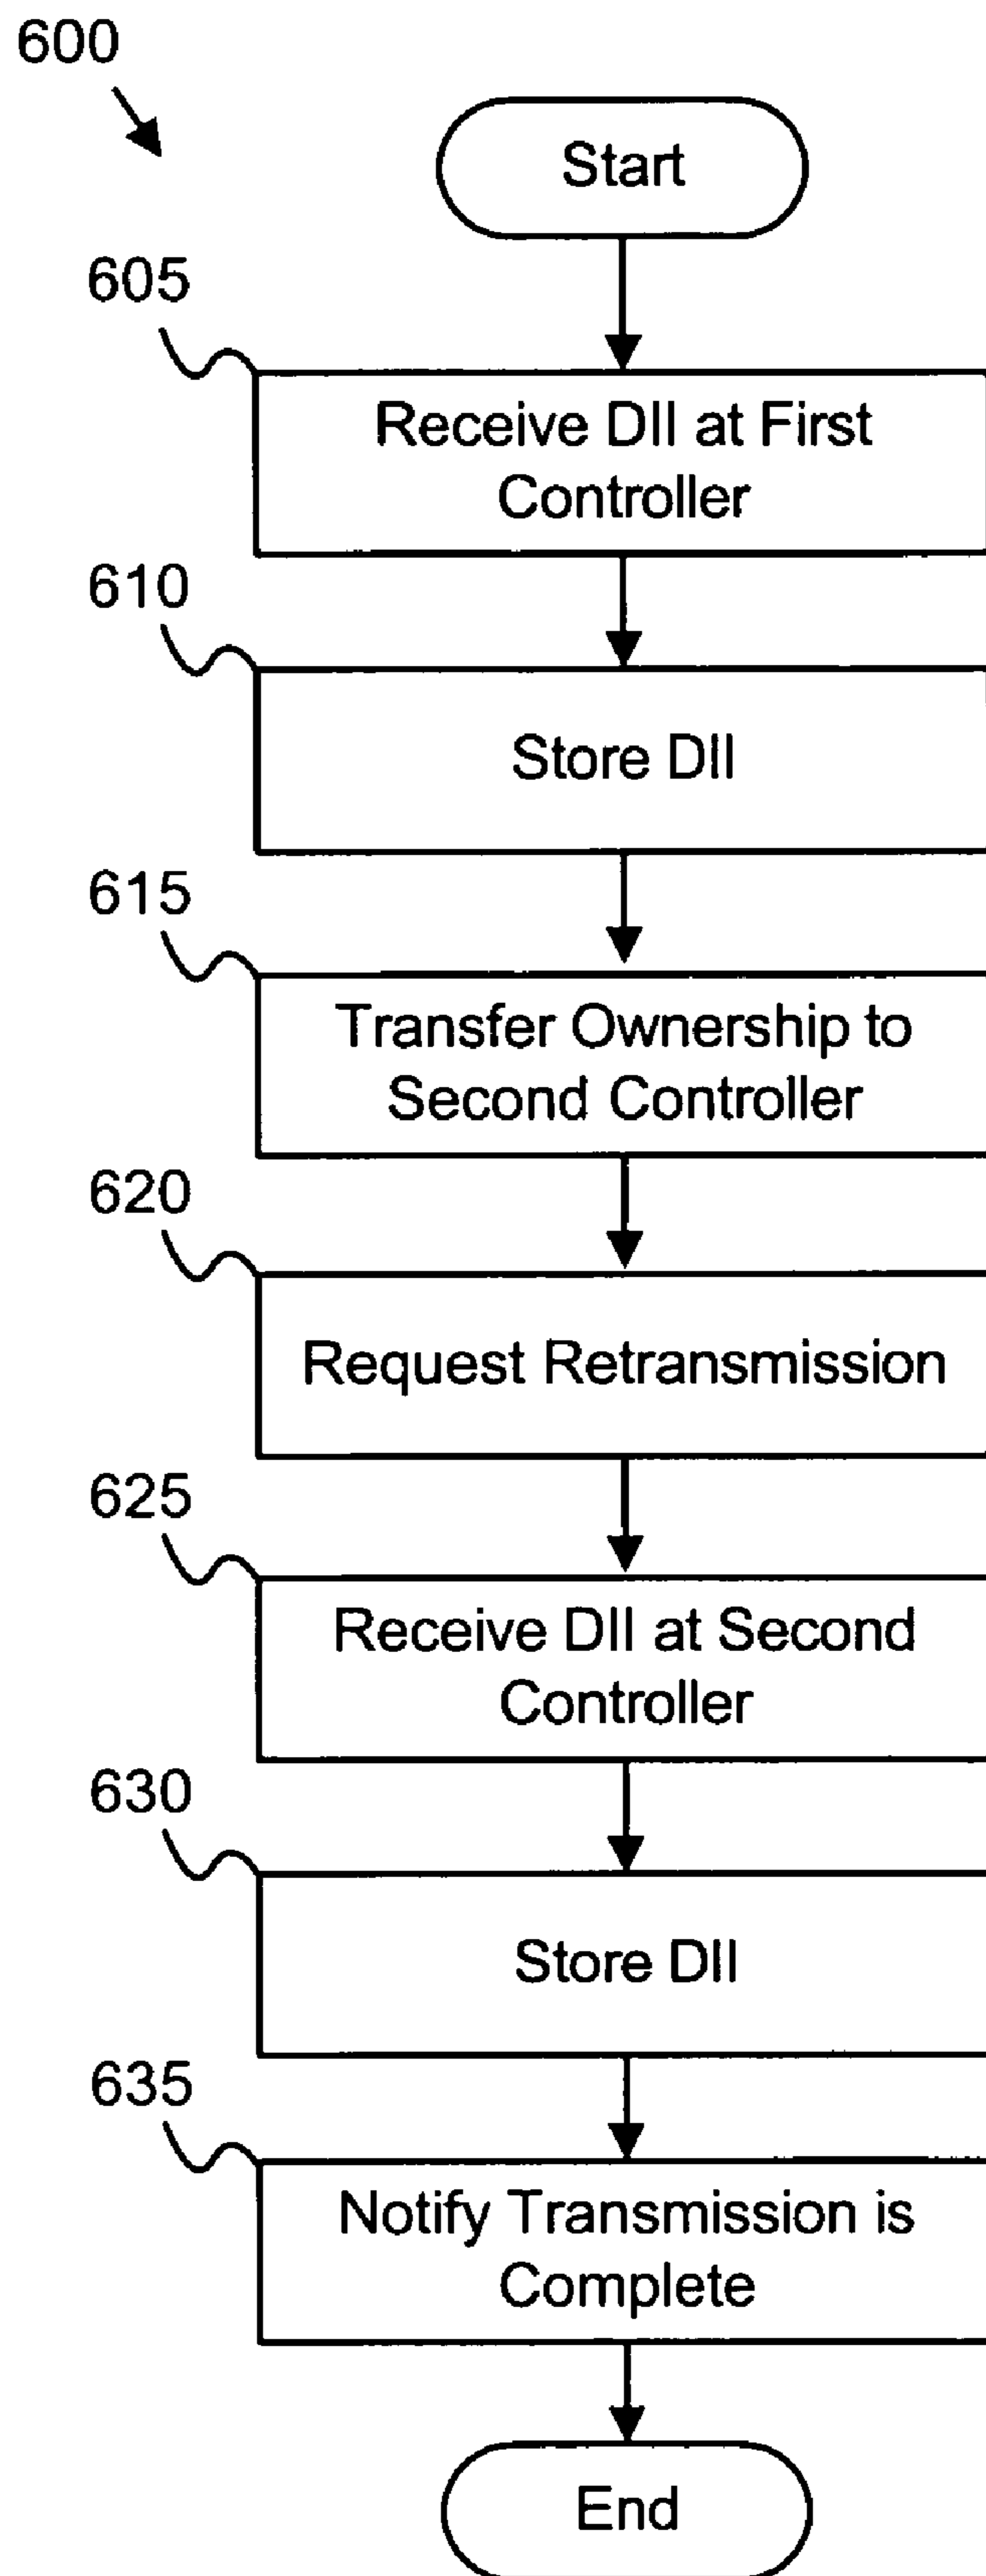 600
Start
605
Receive DII at First
Controller
610
Store DII
615
Transfer Ownership to
Second Controller
620
Request Retransmission
625
Receive DII at Second
Controller
630
Store DII
635
Notify Transmission is
Complete
End